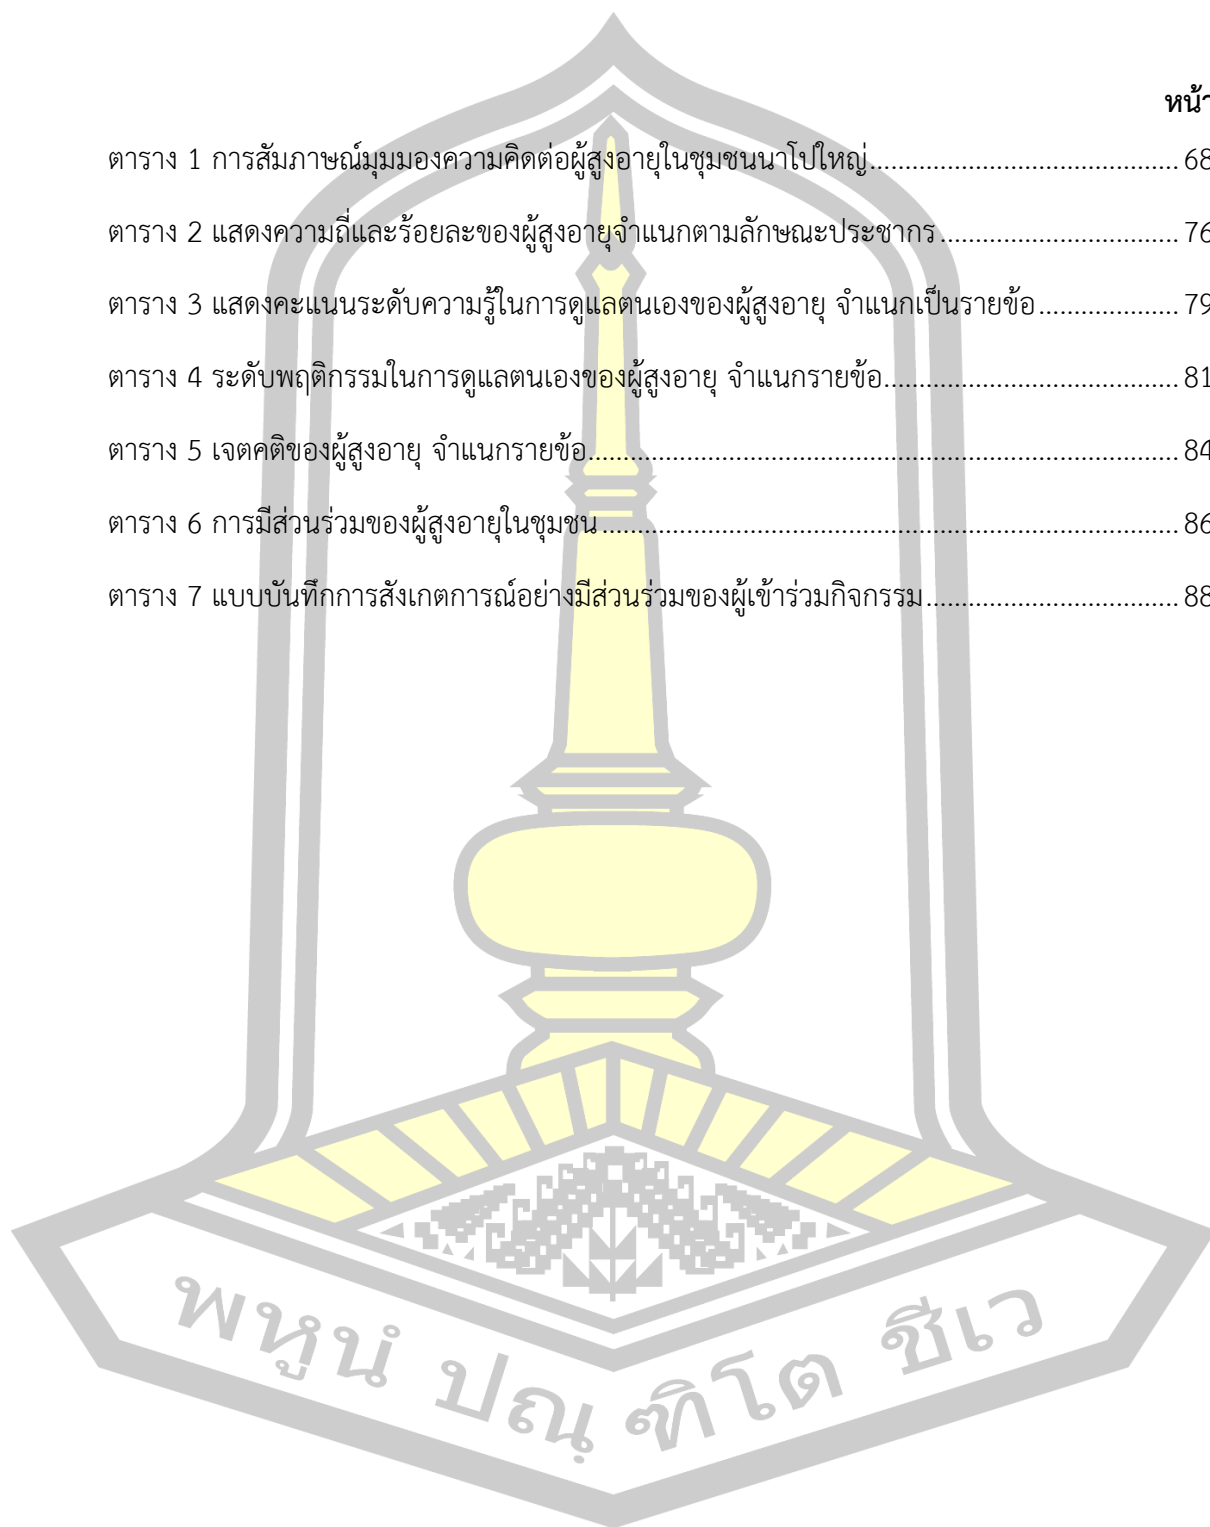 หน้า
ตาราง 1 การสัมภาษณ์มุมมองความคิดต่อผู้สูงอายุในชุมชนนาโปใหญ่.................................... 68
ตาราง 2 แสดงความถี่และร้อยละของผู้สูงอายุจำแนกตามลักษณะประชากร............................ 76
ตาราง 3 แสดงคะแนนระดับความรู้ในการดูแลตนเองของผู้สูงอายุ จำแนกเป็นรายข้อ................ 79
ตาราง 4 ระดับพฤติกรรมในการดูแลตนเองของผู้สูงอายุ จำแนกรายข้อ................................... 81
ตาราง 5 เจตคติของผู้สูงอายุ จำแนกรายข้อ...................................................................... 84
ตาราง 6 การมีส่วนร่วมของผู้สูงอายุในชุมชน..................................................................... 86
ตาราง 7 แบบบันทึกการสังเกตการณ์อย่างมีส่วนร่วมของผู้เข้าร่วมกิจกรรม.............................. 88
พหูนํ ปณฺฑิโต ชีเว